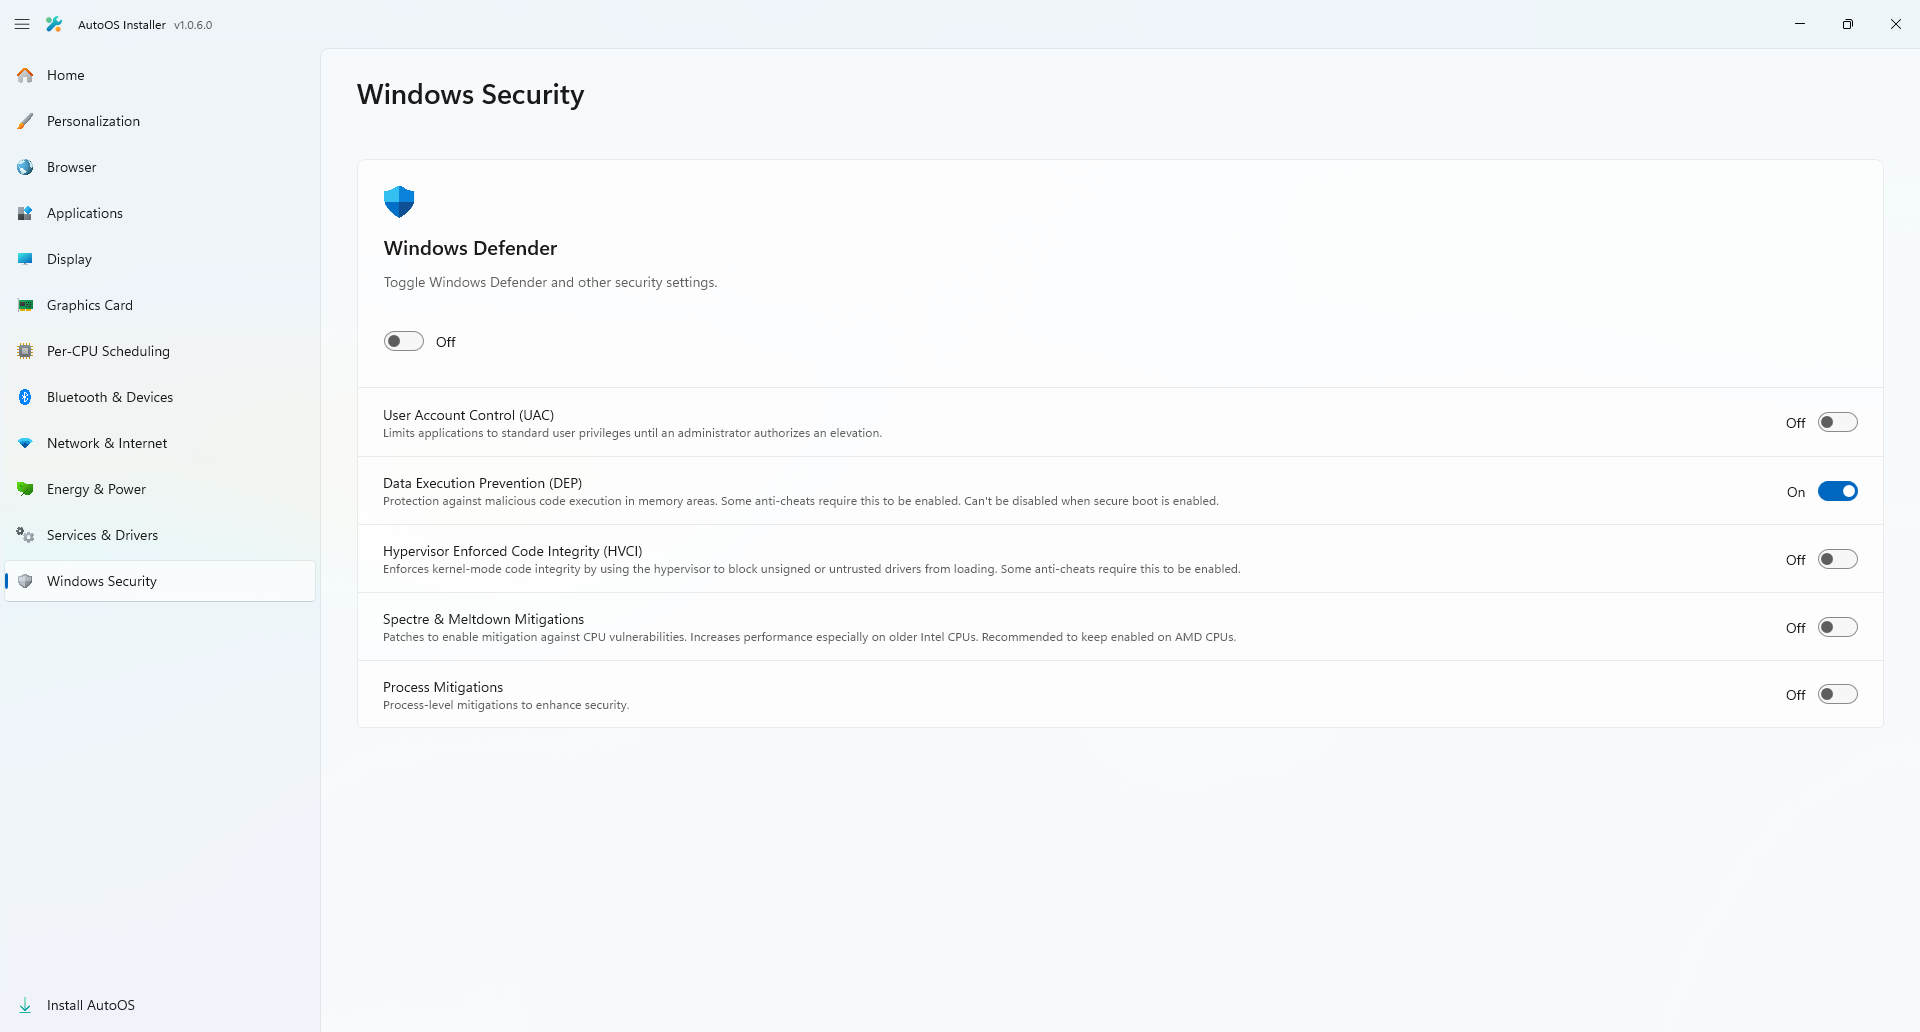 AutoOS Installer v1.0.6.0
Home
Personalization
Browser
Applications
Display
Graphics Card
Per-CPU Scheduling
Bluetooth & Devices
Network & Internet
Energy & Power
Services & Drivers
Windows Security
Install AutoOS
Windows Security
Windows Defender
Toggle Windows Defender and other security settings.
Off
User Account Control (UAC)
Limits applications to standard user privileges until an administrator authorizes an elevation.
Off
Data Execution Prevention (DEP)
Protection against malicious code execution in memory areas. Some anti-cheats require this to be enabled. Can't be disabled when secure boot is enabled.
On
Hypervisor Enforced Code Integrity (HVCI)
Enforces kernel-mode code integrity by using the hypervisor to block unsigned or untrusted drivers from loading. Some anti-cheats require this to be enabled.
Off
Spectre & Meltdown Mitigations
Patches to enable mitigation against CPU vulnerabilities. Increases performance especially on older Intel CPUs. Recommended to keep enabled on AMD CPUs.
Off
Process Mitigations
Process-level mitigations to enhance security.
Off